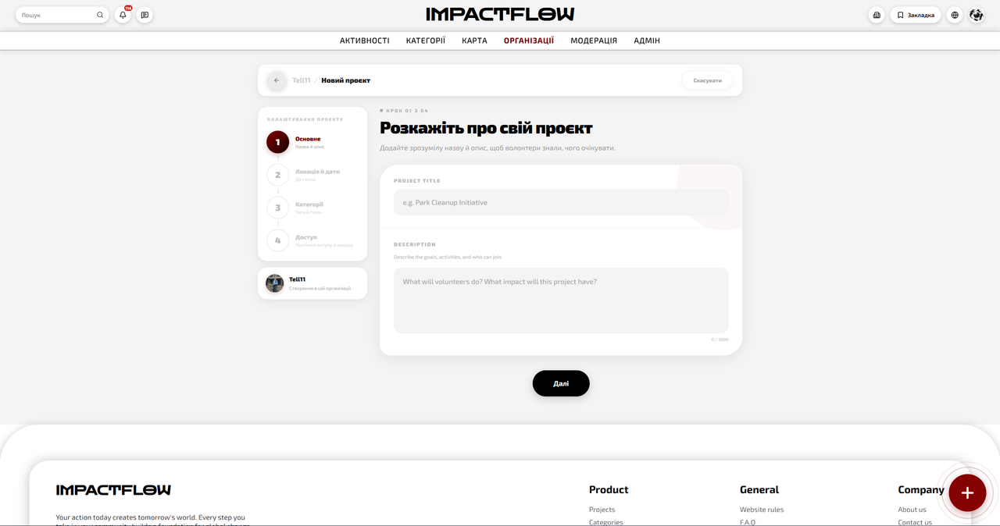 Пошук
114
IMPACTFLOW
Закладка
АКТИВНОСТІ КАТЕГОРІЇ КАРТА ОРГАНІЗАЦІЇ МОДЕРАЦІЯ АДМІН
Tell11 / Новий проєкт
Скасувати
НАЛАШТУВАННЯ ПРОЄКТУ
1
Основне
Назва й опис
2
Локація й дати
Де і коли
3
Категорії
Теги й теми
4
Доступ
Політика вступу й виходу
Tell11
Створення в цій організації
КРОК 01 З 04
Розкажіть про свій проєкт
Додайте зрозумілу назву й опис, щоб волонтери знали, чого очікувати.
PROJECT TITLE
e.g. Park Cleanup Initiative
DESCRIPTION
Describe the goals, activities, and who can join.
What will volunteers do? What impact will this project have?
0 / 1000
Далі
IMPACTFLOW
Your action today creates tomorrow's world. Every step you
Product
Projects
Categories
General
Website rules
F.A.Q
Company
About us
Contact us